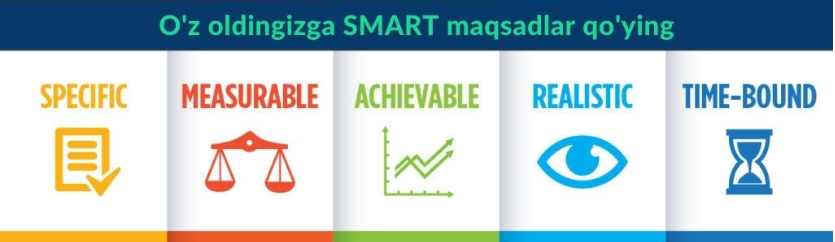 O'z oldingizga SMART maqsadlar qo'ying
SPECIFIC
MEASURABLE
ACHIEVABLE
REALISTIC
TIME-BOUND